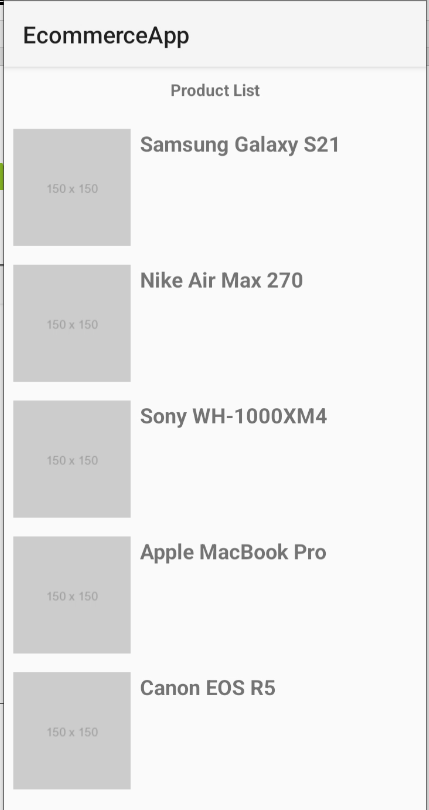 EcommerceApp
Product List
Samsung Galaxy S21
150 x 150
Nike Air Max 270
150 x 150
Sony WH-1000XM4
150 x 150
Apple MacBook Pro
150 x 150
Canon EOS R5
150 x 150